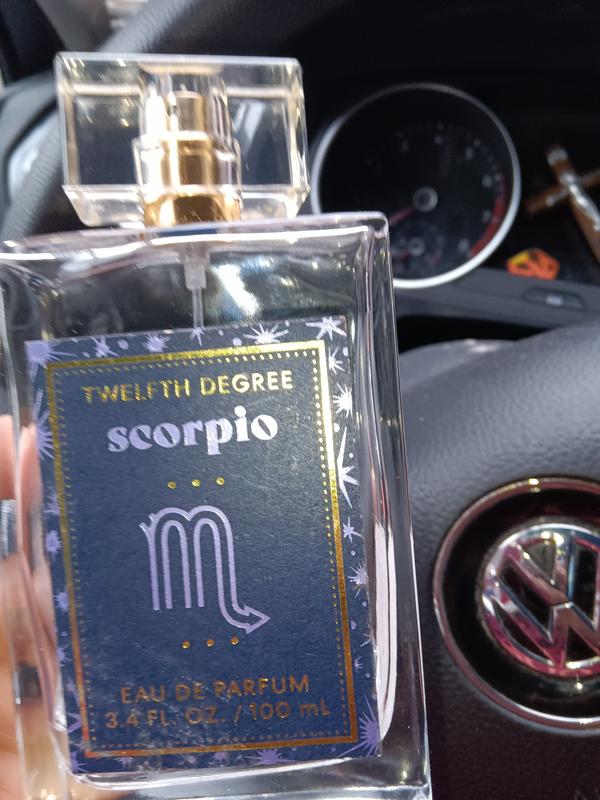 TWELFTH DEGREE
scorpio
EAU DE PARFUM
3.4 FL. OZ. / 100 mL